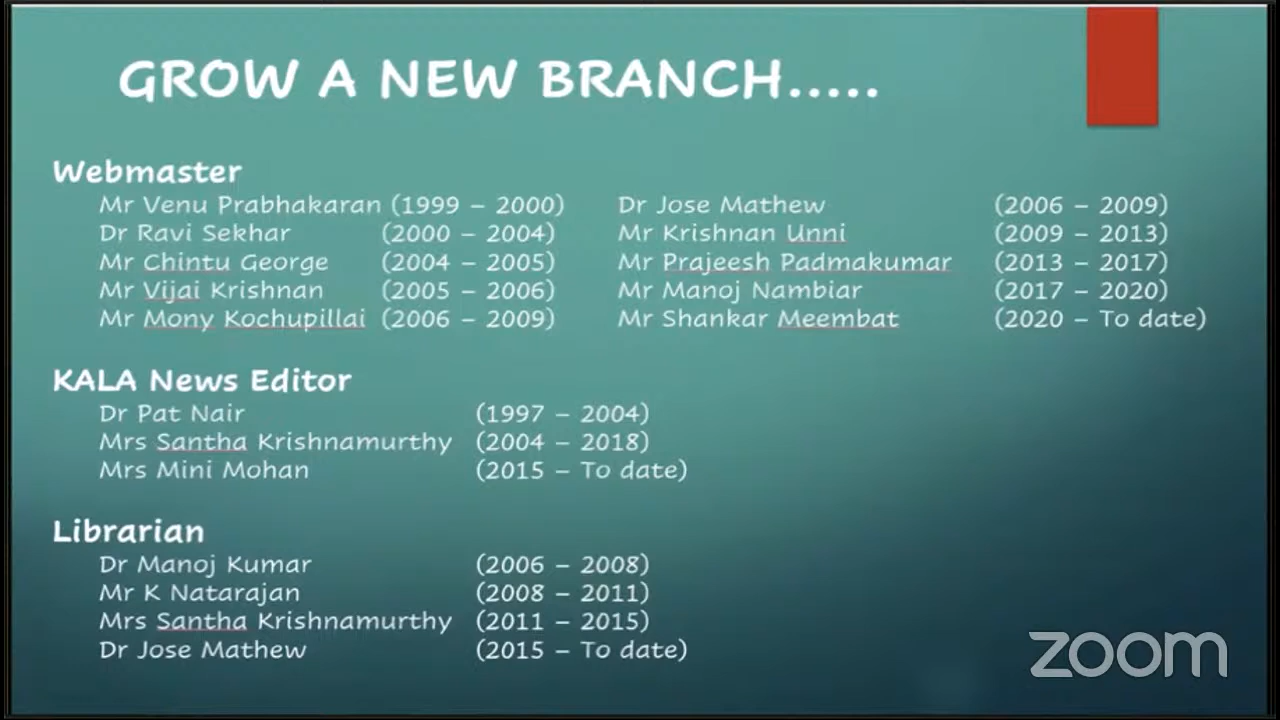 GROW A NEW BRANCH.....
Webmaster
Mr Venu Prabhakaran (1999 – 2000) Dr Jose Mathew (2006 – 2009)
Dr Ravi Sekhar (2000 – 2004) Mr Krishnan Unni (2009 – 2013)
Mr Chintu George (2004 – 2005) Mr Prajeesh Padmakumar (2013 – 2017)
Mr Vijai Krishnan (2005 – 2006) Mr Manoj Nambiar (2017 – 2020)
Mr Mony Kochupillai (2006 – 2009) Mr Shankar Meembat (2020 – To date)
KALA News Editor
Dr Pat Nair (1997 – 2004)
Mrs Santha Krishnamurthy (2004 – 2018)
Mrs Mini Mohan (2015 – To date)
Librarian
Dr Manoj Kumar (2006 – 2008)
Mr K Natarajan (2008 – 2011)
Mrs Santha Krishnamurthy (2011 – 2015)
Dr Jose Mathew (2015 – To date)
zoom